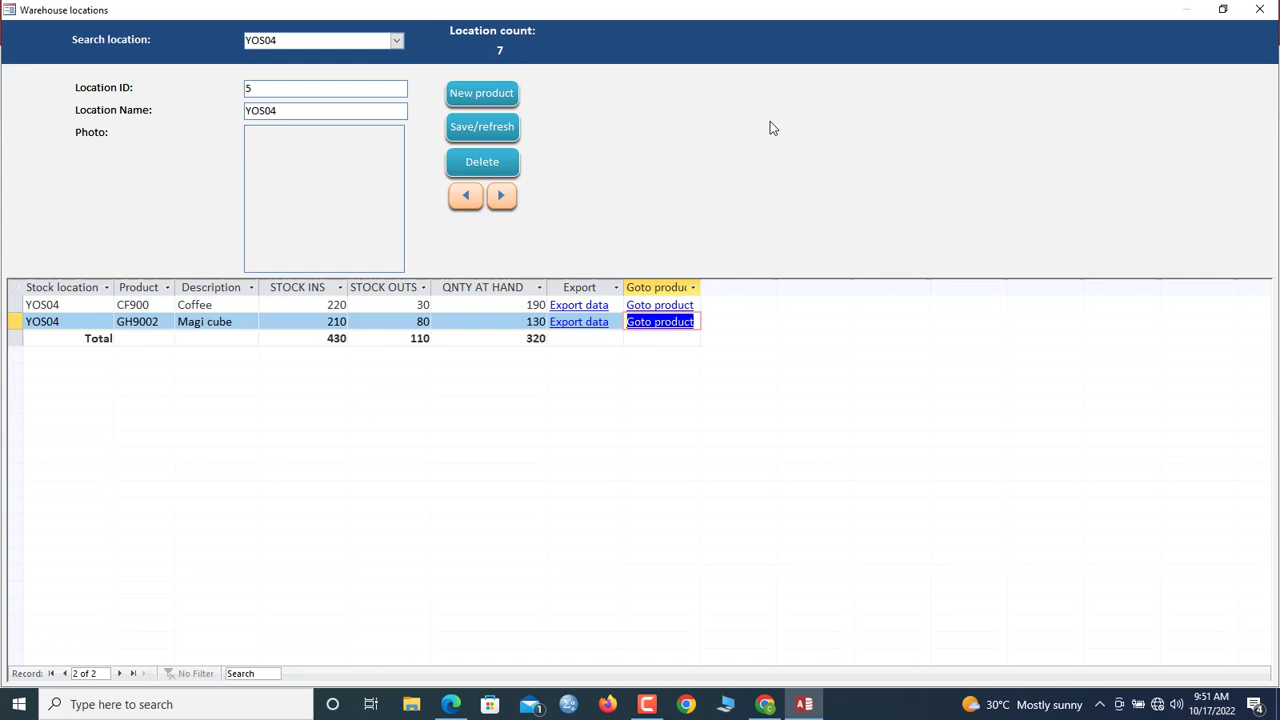 Warehouse locations
Search location:
YOS04
Location count:
7
Location ID:
5
Location Name:
YOS04
Photo:
New product
Save/refresh
Delete
Stock location Product Description STOCK INS STOCK OUTS QNTY AT HAND Export Goto produc
YOS04 CF900 Coffee 220 30 190 Export data Goto product
YOS04 GH9002 Magi cube 210 80 130 Export data Goto product
Total 430 110 320
Record: 2 of 2 No Filter Search
Type here to search
1
30°C Mostly sunny
9:51 AM
10/17/2022
4